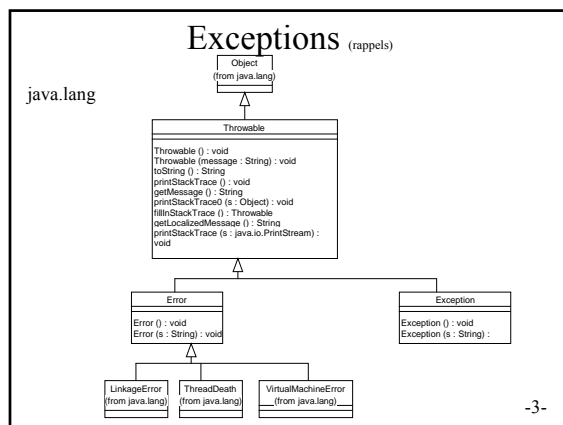 Exceptions (rappels)
Object
(from java.lang)
java.lang
Throwable
Throwable () : void
Throwable (message : String) : void
toString () : String
printStackTrace () : void
getMessage () : String
printStackTrace0 (s : Object) : void
fillInStackTrace () : Throwable
getLocalizedMessage () : String
printStackTrace (s : java.io.PrintStream) :
void
Error
Error () : void
Error (s : String) : void
Exception
Exception () : void
Exception (s : String) :
LinkageError
(from java.lang)
ThreadDeath
(from java.lang)
VirtualMachineError
(from java.lang)
-3-